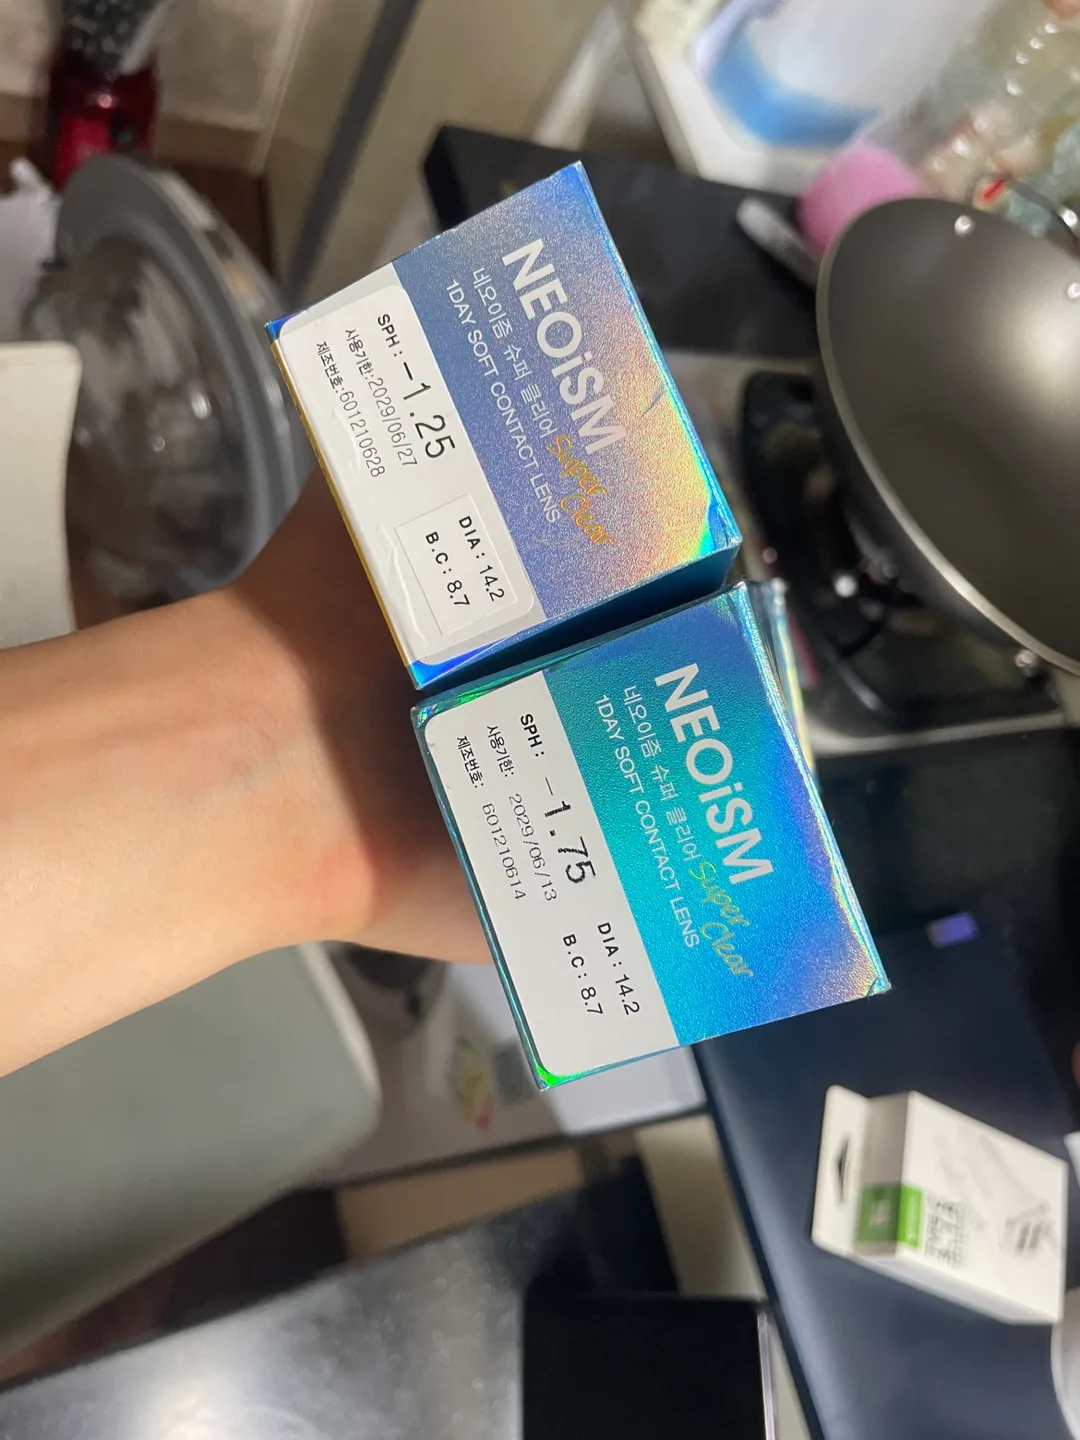 NEOiSM
네오이즘 슈퍼 클리어 Super Clear
1DAY SOFT CONTACT LENS
SPH : -1.25
사용기한:2029/06/27
제조번호:601210628
DIA : 14.2
B.C : 8.7
NEOiSM
네오이즘 슈퍼 클리어 Super Clear
1DAY SOFT CONTACT LENS
SPH : -1.75
사용기한: 2029/06/13
제조번호: 601210614
DIA : 14.2
B.C : 8.7